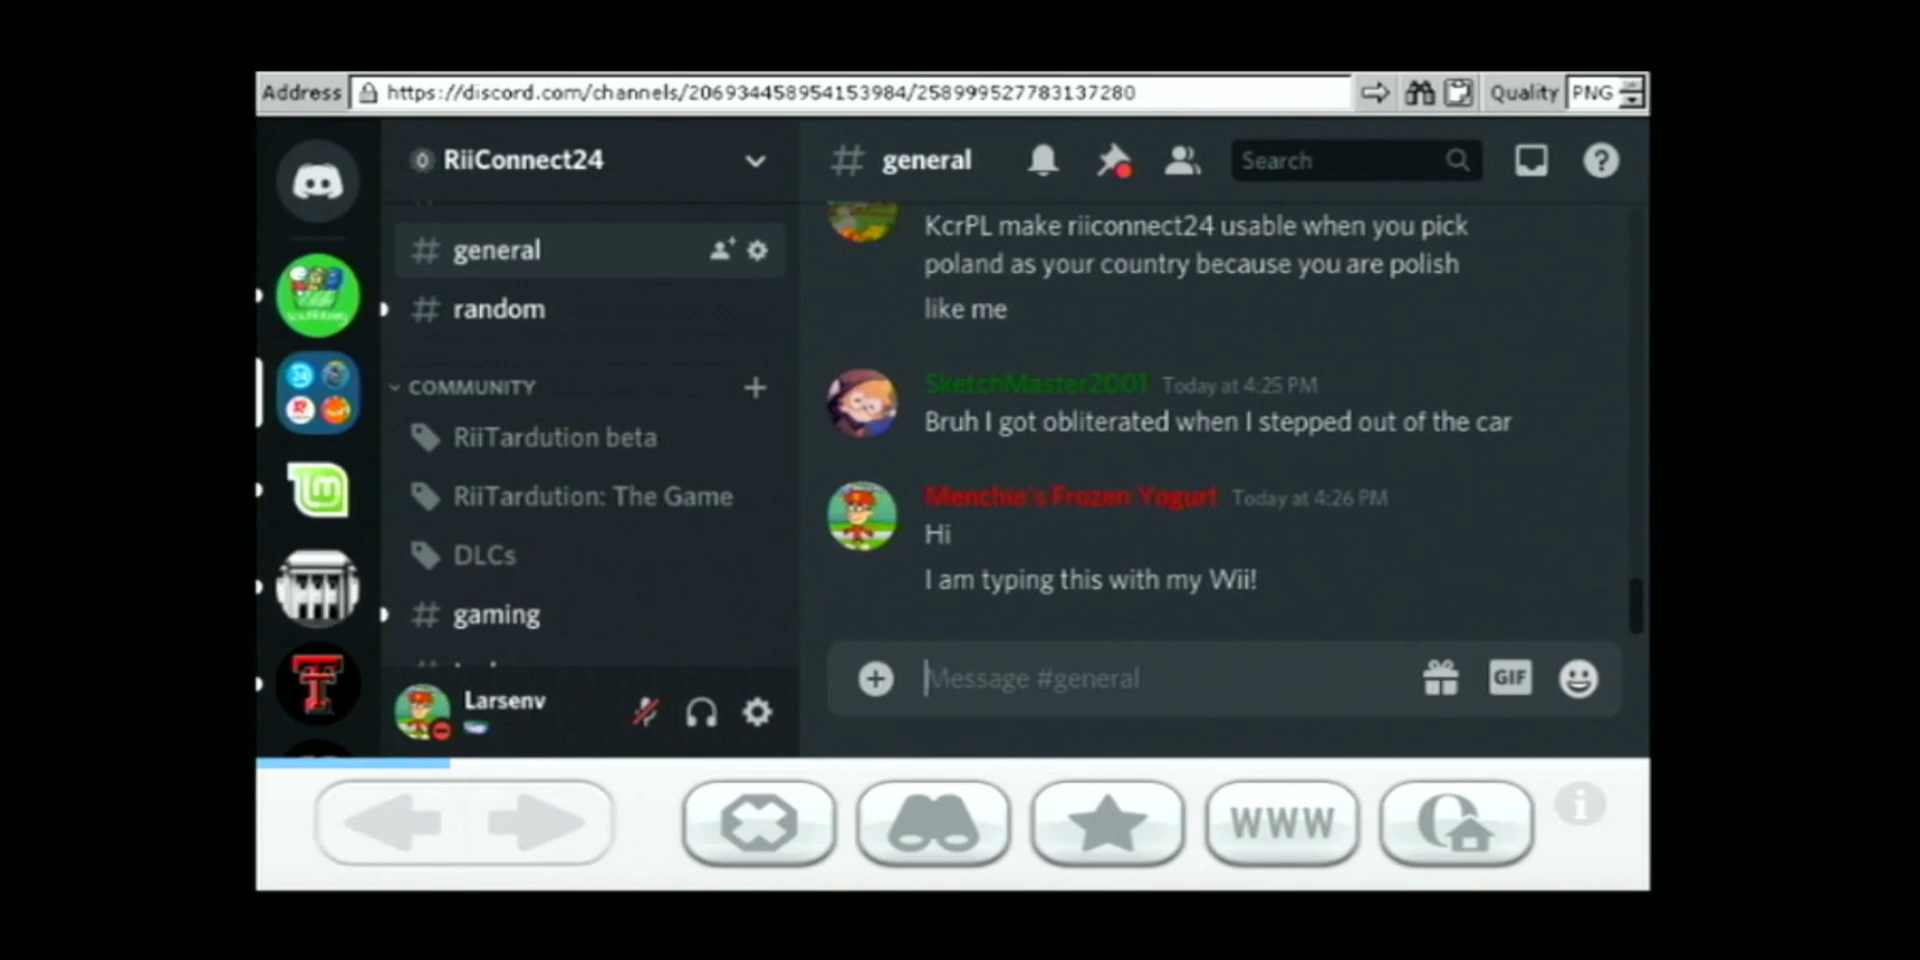 Address https://discord.com/channels/206934458954153984/258999527783137280 Quality PNG
RiiConnect24
general
Search
general
random
COMMUNITY
RiiTardution beta
RiiTardution: The Game
DLCs
gaming
Larsenv
KcrPL make riiconnect24 usable when you pick
poland as your country because you are polish
like me
SketchMaster2001 Today at 4:25 PM
Bruh I got obliterated when I stepped out of the car
Menchie's Frozen Yogurt Today at 4:26 PM
Hi
I am typing this with my Wii!
Message #general
GIF
WWW